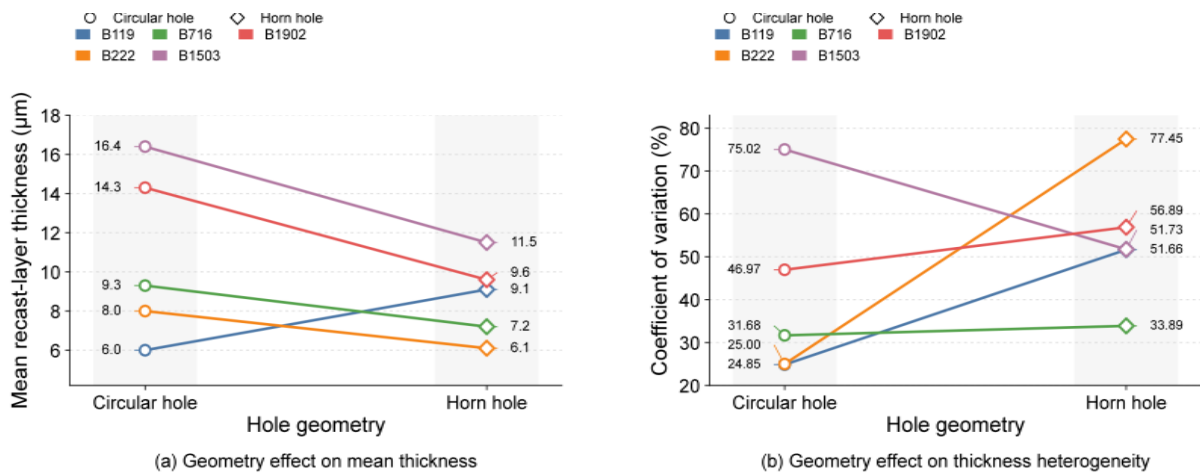 Circular hole Horn hole
B119 B716 B1902
B222 B1503
Mean recast-layer thickness (μm)
18
16
14
12
10
8
6
16.4
14.3
9.3
8.0
6.0
11.5
9.6
9.1
7.2
6.1
Circular hole Horn hole
Hole geometry
(a) Geometry effect on mean thickness
Circular hole Horn hole
B119 B716 B1902
B222 B1503
Coefficient of variation (%)
80
70
60
50
40
30
20
75.02
46.97
31.68
25.00
24.85
77.45
56.89
51.73
51.66
33.89
Circular hole Horn hole
Hole geometry
(b) Geometry effect on thickness heterogeneity